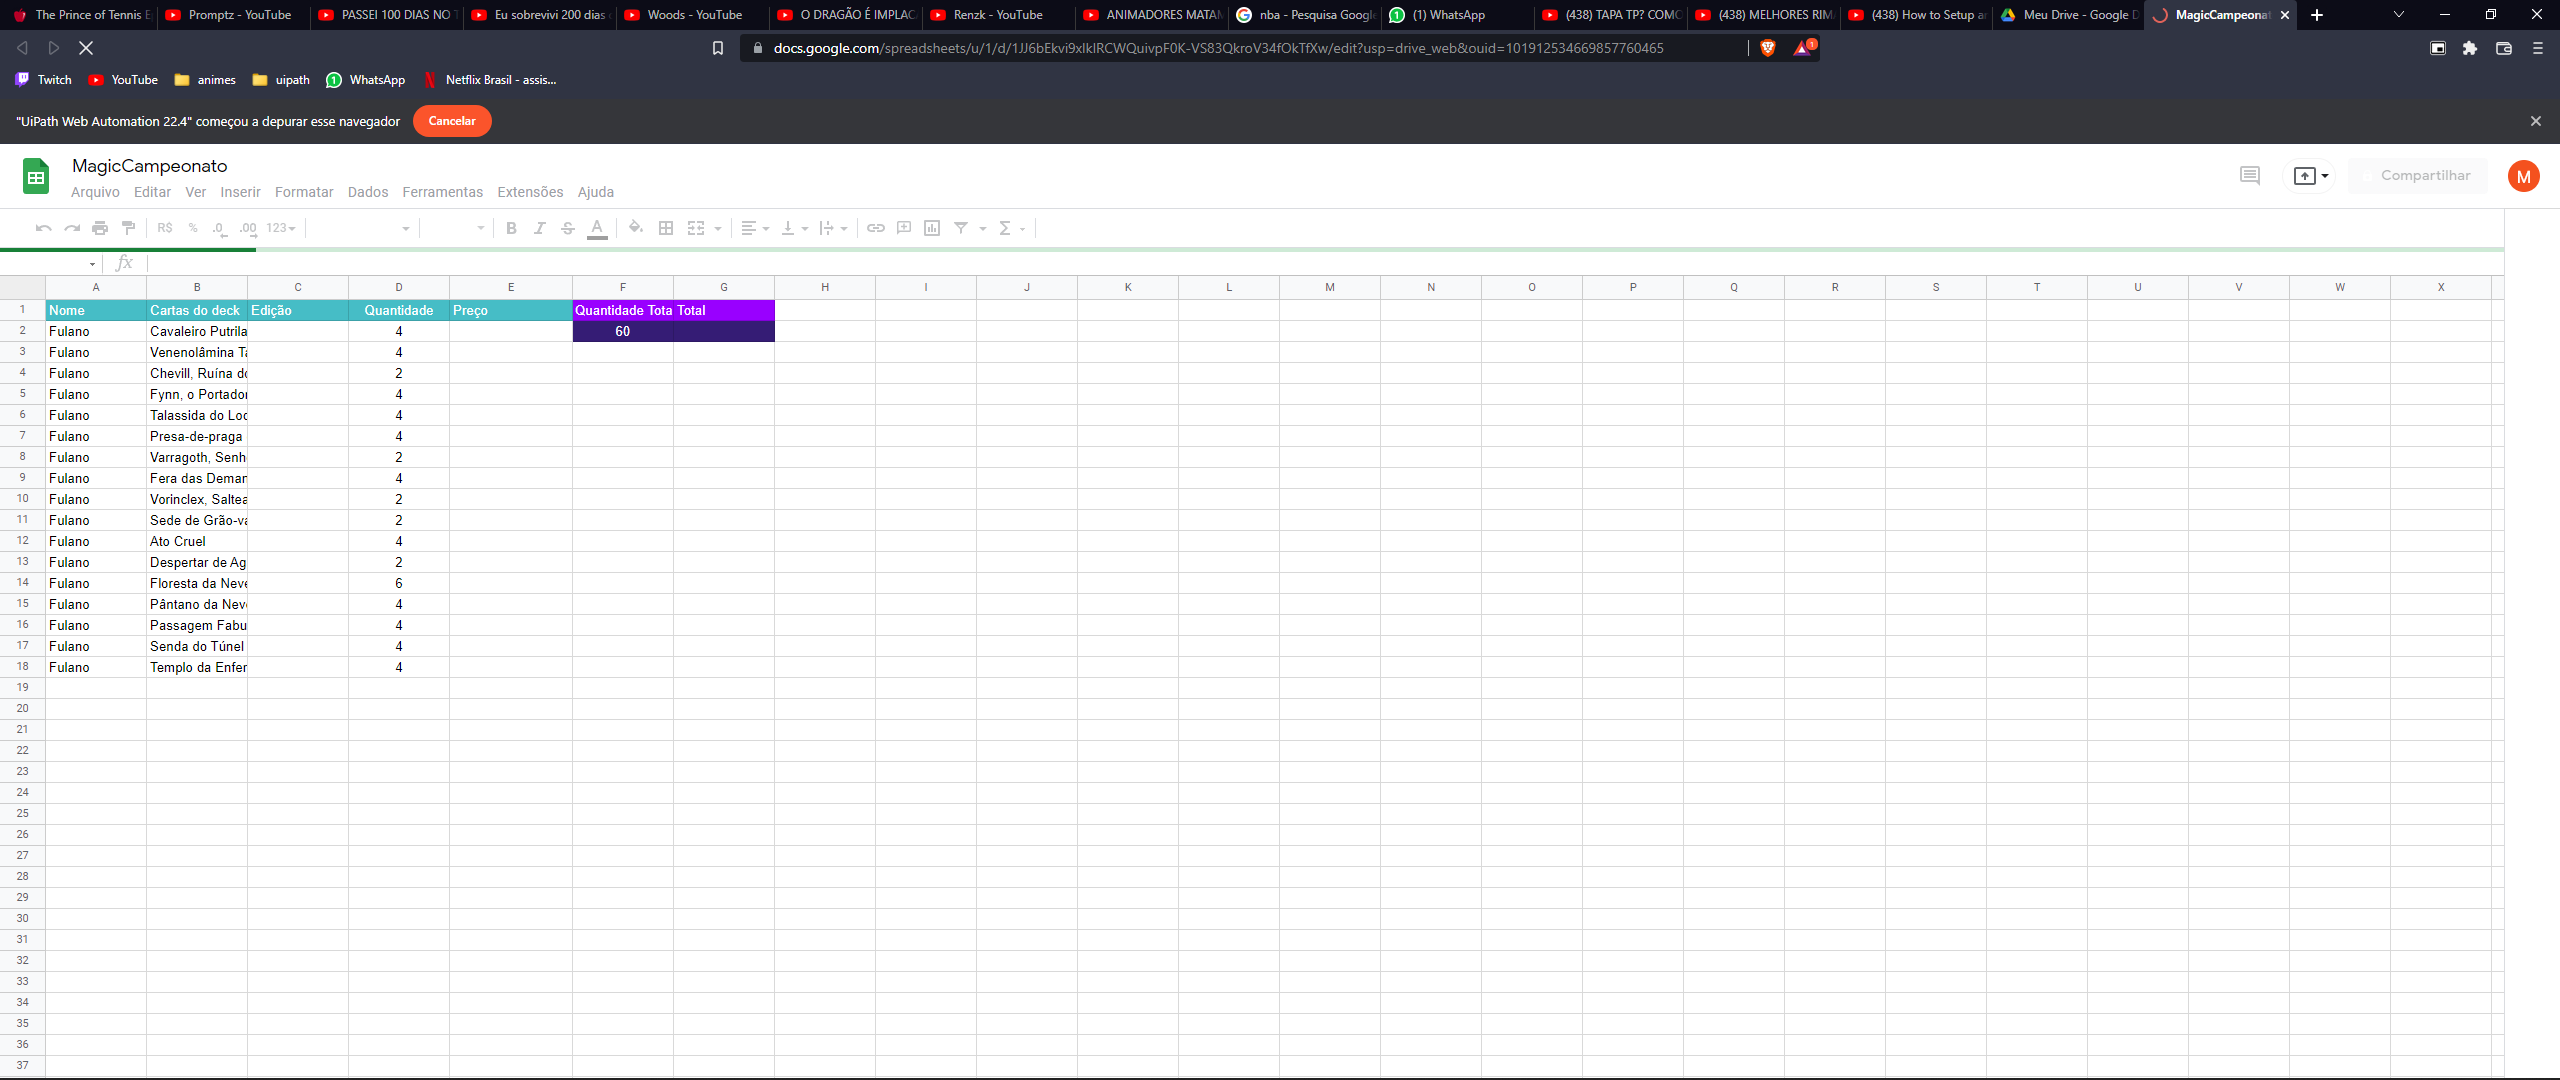 The Prince of Tennis E Promptz - YouTube PASSEI 100 DIAS NO Eu sobrevivi 200 dias Woods - YouTube O DRAGÃO É IMPLAC Renzk - YouTube ANIMADORES MATAM nba - Pesquisa Google (1) WhatsApp (438) TAPA TP? COMO (438) MELHORES RIM (438) How to Setup a Meu Drive - Google D MagicCampeonat
docs.google.com/spreadsheets/u/1/d/1JJ6bEkvi9xlkIRCWQuivpF0K-VS83QkroV34fOkTfXw/edit?usp=drive_web&ouid=101912534669857760465
Twitch YouTube animes uipath WhatsApp Netflix Brasil - assis...
"UiPath Web Automation 22.4" começou a depurar esse navegador Cancelar
MagicCampeonato
Arquivo Editar Ver Inserir Formatar Dados Ferramentas Extensões Ajuda
Compartilhar M
R$ % .0 .00 123 B I S A
fx
A B C D E F G H I J K L M N O P Q R S T U V W X
1 Nome Cartas do deck Edição Quantidade Preço Quantidade Tota Total
2 Fulano Cavaleiro Putrila 4 60
3 Fulano Venenolâmina Ta 4
4 Fulano Chevill, Ruína do 2
5 Fulano Fynn, o Portador 4
6 Fulano Talassida do Loc 4
7 Fulano Presa-de-praga 4
8 Fulano Varragoth, Senh 2
9 Fulano Fera das Deman 4
10 Fulano Vorinclex, Saltea 2
11 Fulano Sede de Grão-va 2
12 Fulano Ato Cruel 4
13 Fulano Despertar de Ag 2
14 Fulano Floresta da Neve 6
15 Fulano Pântano da Nev 4
16 Fulano Passagem Fabu 4
17 Fulano Senda do Túnel 4
18 Fulano Templo da Enfer 4
19
20
21
22
23
24
25
26
27
28
29
30
31
32
33
34
35
36
37